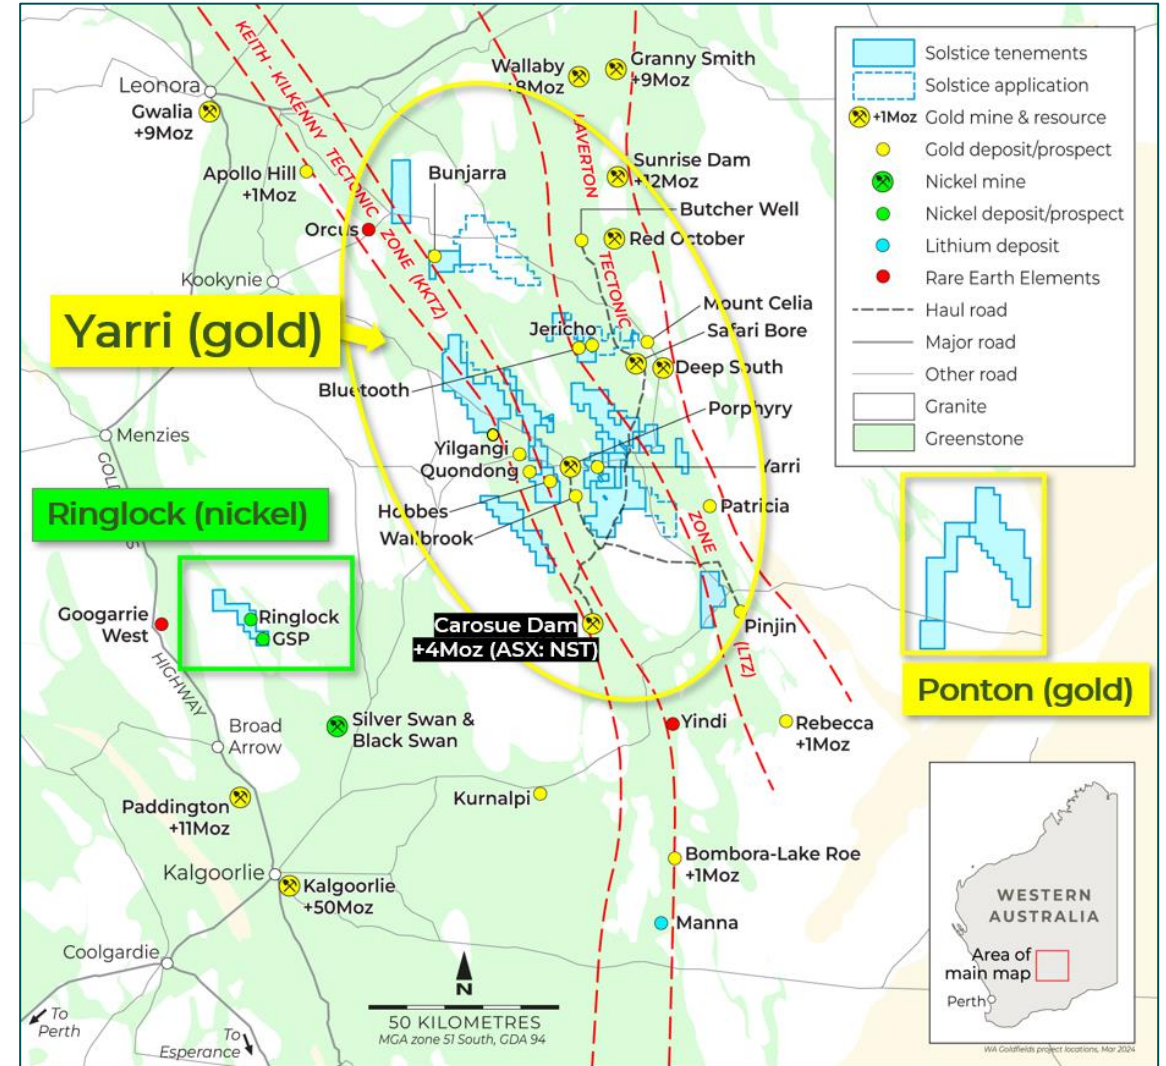 KEITH - KILKENNY TECTONIC ZONE (KKTZ)
Leonora
Gwalia
+9Moz
Wallaby
+8Moz
Granny Smith
+9Moz
LAVERTON TECTONIC ZONE (LTZ)
Apollo Hill
+1Moz
Bunjarra
Sunrise Dam
+12Moz
Butcher Well
Orcus
Red October
Kookynie
Yarri (gold)
Mount Celia
Jericho
Safari Bore
Deep South
Bluetooth
Porphyry
Menzies
Yilgangi
Quondong
Yarri
Hobbes
Patricia
Wallbrook
GOLD
S
HIGHWAY
Ringlock (nickel)
Googarrie
West
Ringlock
GSP
Carosue Dam
+4Moz (ASX: NST)
Pinjin
Ponton (gold)
Silver Swan &
Black Swan
Yindi
Rebecca
+1Moz
Broad
Arrow
Paddington
+11Moz
Kurnalpi
Kalgoorlie
Kalgoorlie
+50Moz
Bombora-Lake Roe
+1Moz
Manna
Coolgardie
To
Perth
To
Esperance
N
50 KILOMETRES
MGA zone 51 South, GDA 94
Solstice tenements
Solstice application
+1Moz Gold mine & resource
Gold deposit/prospect
Nickel mine
Nickel deposit/prospect
Lithium deposit
Rare Earth Elements
Haul road
Major road
Other road
Granite
Greenstone
WESTERN
AUSTRALIA
Area of
main map
Perth
WA Goldfields project locations, Mar 2024